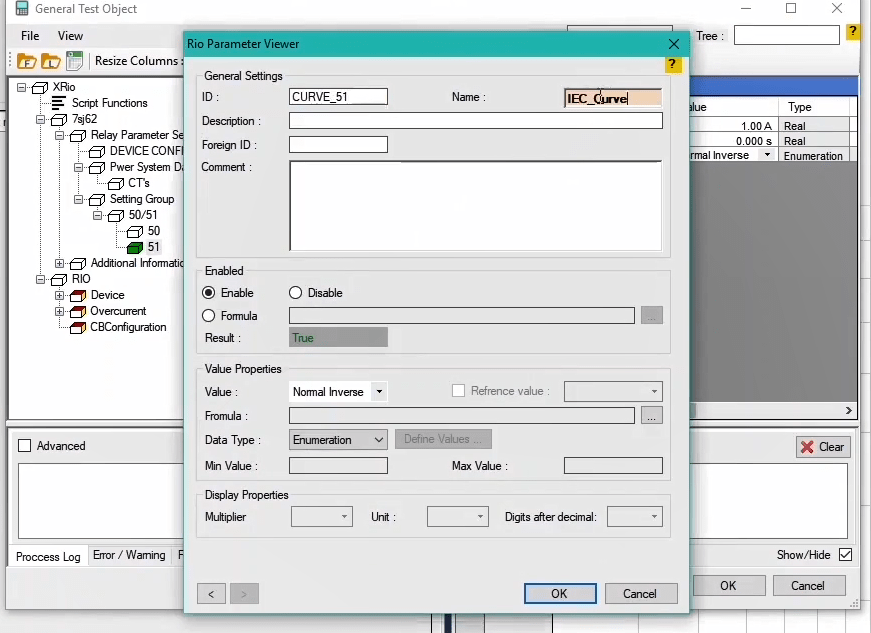 General Test Object
File View
Tree :
?
Resize Columns :
XRio
Script Functions
7sj62
Relay Parameter Se
DEVICE CONFI
Pwer System Da
CT's
Setting Group
50/51
50
51
Additional Informatio
RIO
Device
Overcurrent
CBConfiguration
alue Type
1.00 A Real
0.000 s Real
rmal Inverse Enumeration
Rio Parameter Viewer
?
General Settings
ID : CURVE_51 Name : IEC_Curve
Description :
Foreign ID :
Comment :
Enabled
Enable Disable
Formula ...
Result : True
Value Properties
Value : Normal Inverse Refrence value :
Fromula : ...
Data Type : Enumeration Define Values ...
Min Value : Max Value :
Display Properties
Multiplier Unit : Digits after decimal:
< > OK Cancel
Advanced Clear
Proccess Log Error / Warning F
Show/Hide
OK Cancel